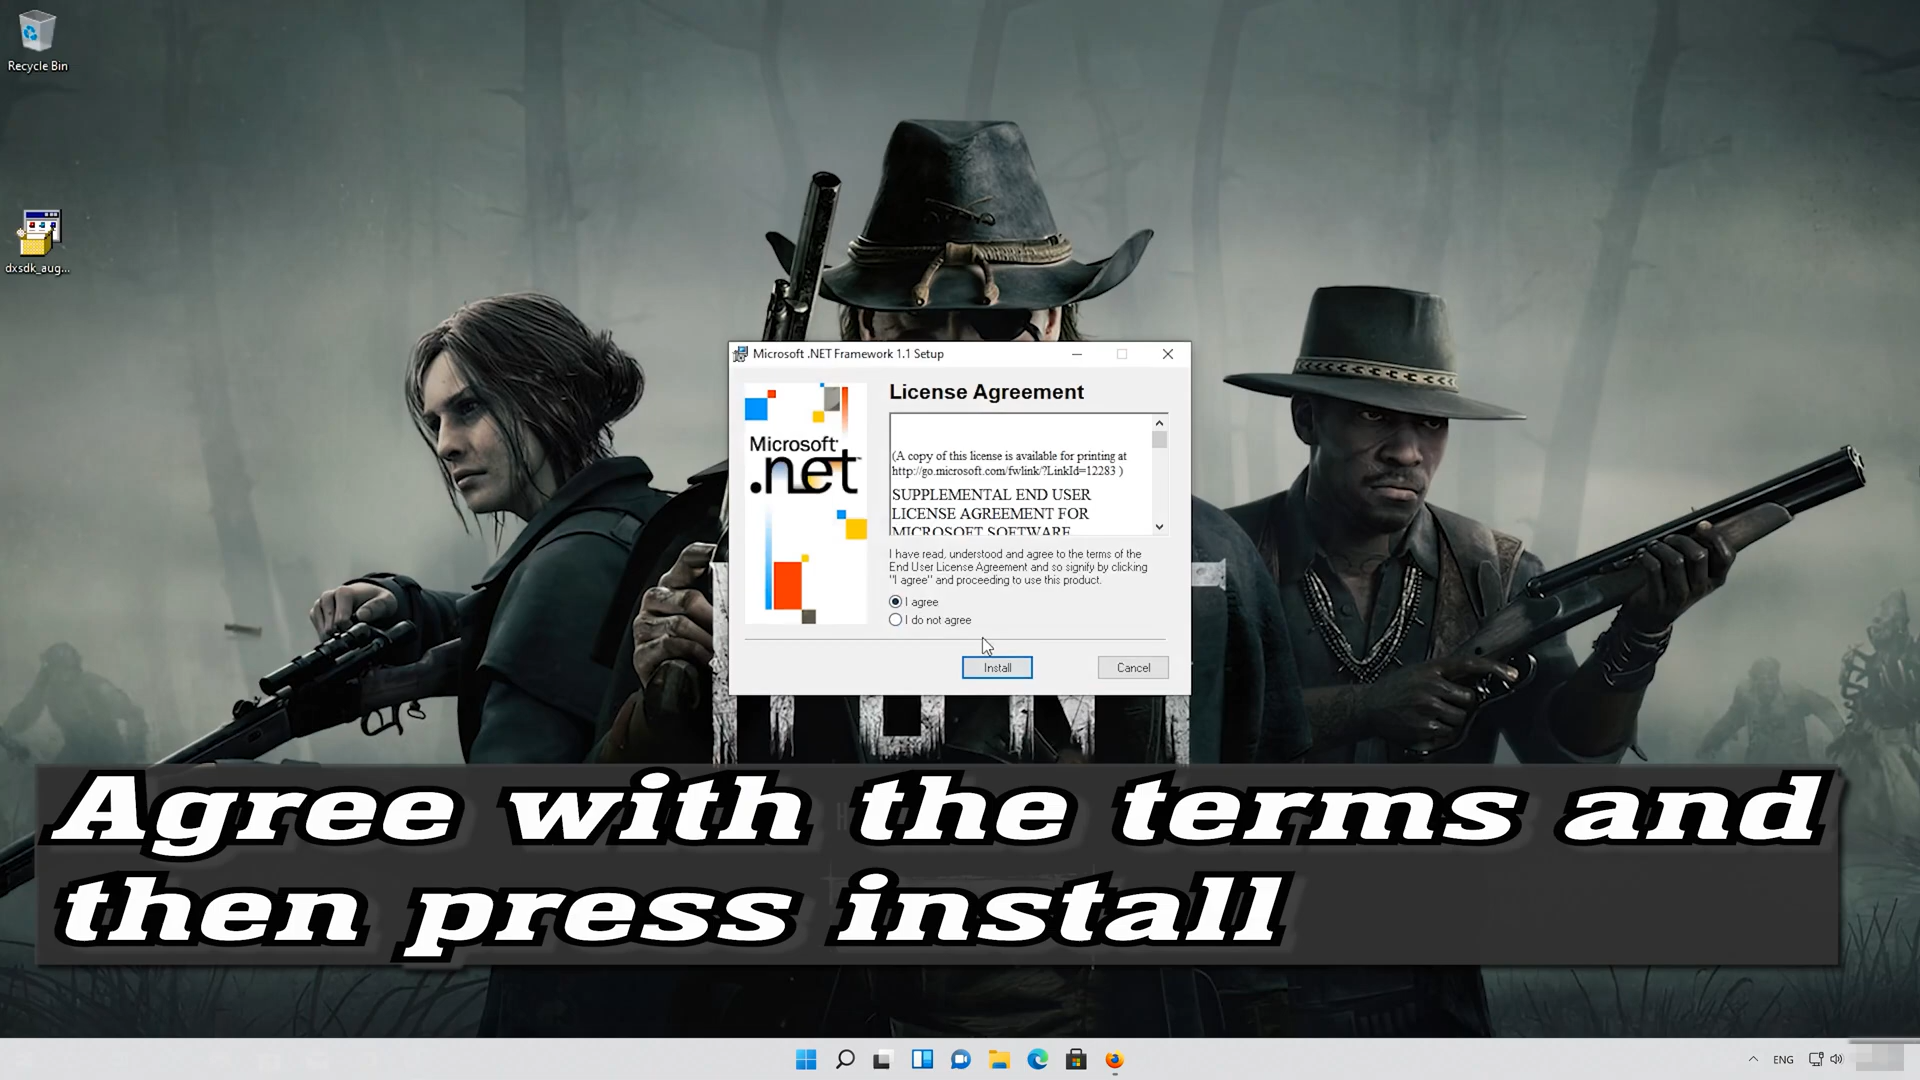 Recycle Bin
dxsdk_aug...
Microsoft .NET Framework 1.1 Setup
License Agreement
Microsoft
.net
(A copy of this license is available for printing at
http://go.microsoft.com/fwlink/?LinkId=12283 )
SUPPLEMENTAL END USER
LICENSE AGREEMENT FOR
MICROSOFT SOFTWARE
I have read, understood and agree to the terms of the
End User License Agreement and so signify by clicking
"I agree" and proceeding to use this product.
I agree
I do not agree
Install
Cancel
Agree with the terms and
then press install
ENG